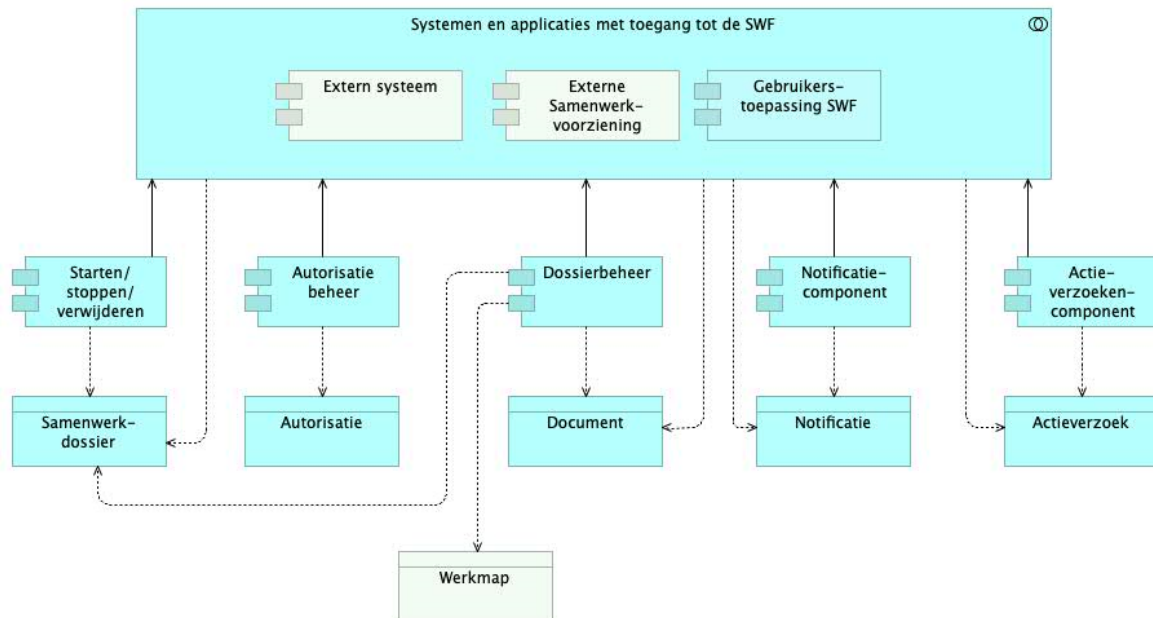 Systemen en applicaties met toegang tot de SWF
Extern systeem
Externe
Samenwerk-
voorziening
Gebruikers-
toepassing SWF
Starten/
stoppen/
verwijderen
Autorisatie
beheer
Dossierbeheer
Notificatie-
component
Actie-
verzoeken-
component
Samenwerk-
dossier
Autorisatie
Document
Notificatie
Actieverzoek
Werkmap